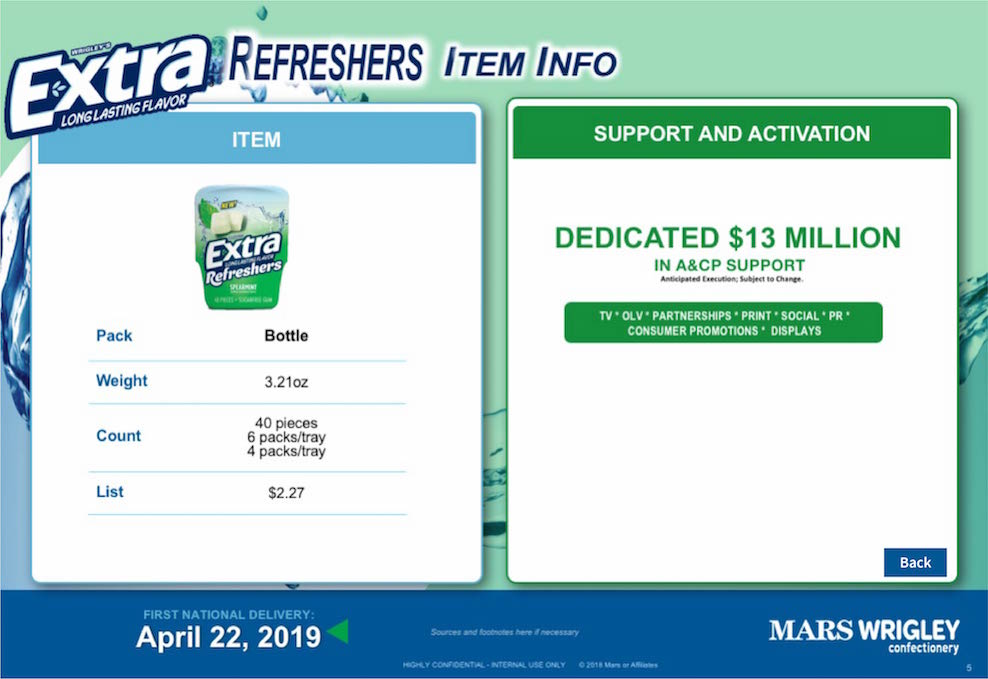 WRIGLEY'S
Extra
LONG LASTING FLAVOR
REFRESHERS ITEM INFO
ITEM
NEW!
Extra
LONG LASTING FLAVOR
Refreshers
SPEARMINT
40 PIECES • SUGARFREE GUM
Pack Bottle
Weight 3.21oz
Count 40 pieces
6 packs/tray
4 packs/tray
List $2.27
SUPPORT AND ACTIVATION
DEDICATED $13 MILLION
IN A&CP SUPPORT
Anticipated Execution; Subject to Change.
TV * OLV * PARTNERSHIPS * PRINT * SOCIAL * PR *
CONSUMER PROMOTIONS * DISPLAYS
Back
FIRST NATIONAL DELIVERY:
April 22, 2019
Sources and footnotes here if necessary
HIGHLY CONFIDENTIAL - INTERNAL USE ONLY © 2018 Mars or Affiliates
MARS WRIGLEY
confectionery
5